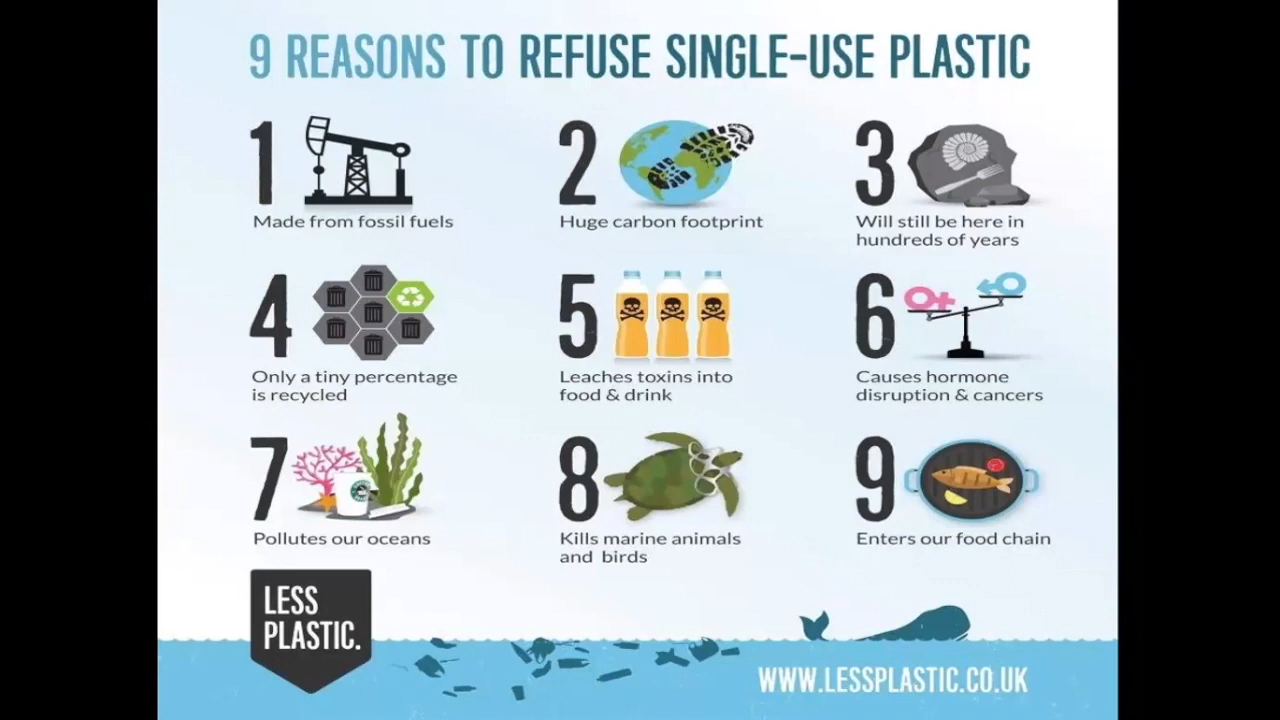 9 REASONS TO REFUSE SINGLE-USE PLASTIC
1
Made from fossil fuels
2
Huge carbon footprint
3
Will still be here in
hundreds of years
4
Only a tiny percentage
is recycled
5
Leaches toxins into
food & drink
6
Causes hormone
disruption & cancers
7
Pollutes our oceans
8
Kills marine animals
and birds
9
Enters our food chain
LESS
PLASTIC.
WWW.LESSPLASTIC.CO.UK